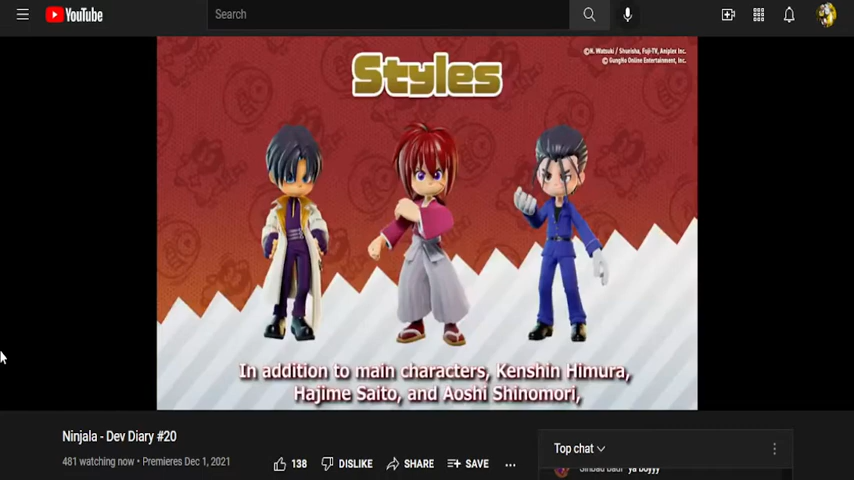 YouTube
Search
©N. Watsuki / Shueisha, Fuji-TV, Aniplex Inc.
© GungHo Online Entertainment, Inc.
Styles
In addition to main characters, Kenshin Himura,
Hajime Saito, and Aoshi Shinomori,
Ninjala - Dev Diary #20
481 watching now • Premieres Dec 1, 2021
138
DISLIKE
SHARE
SAVE
Top chat
ya boyyy